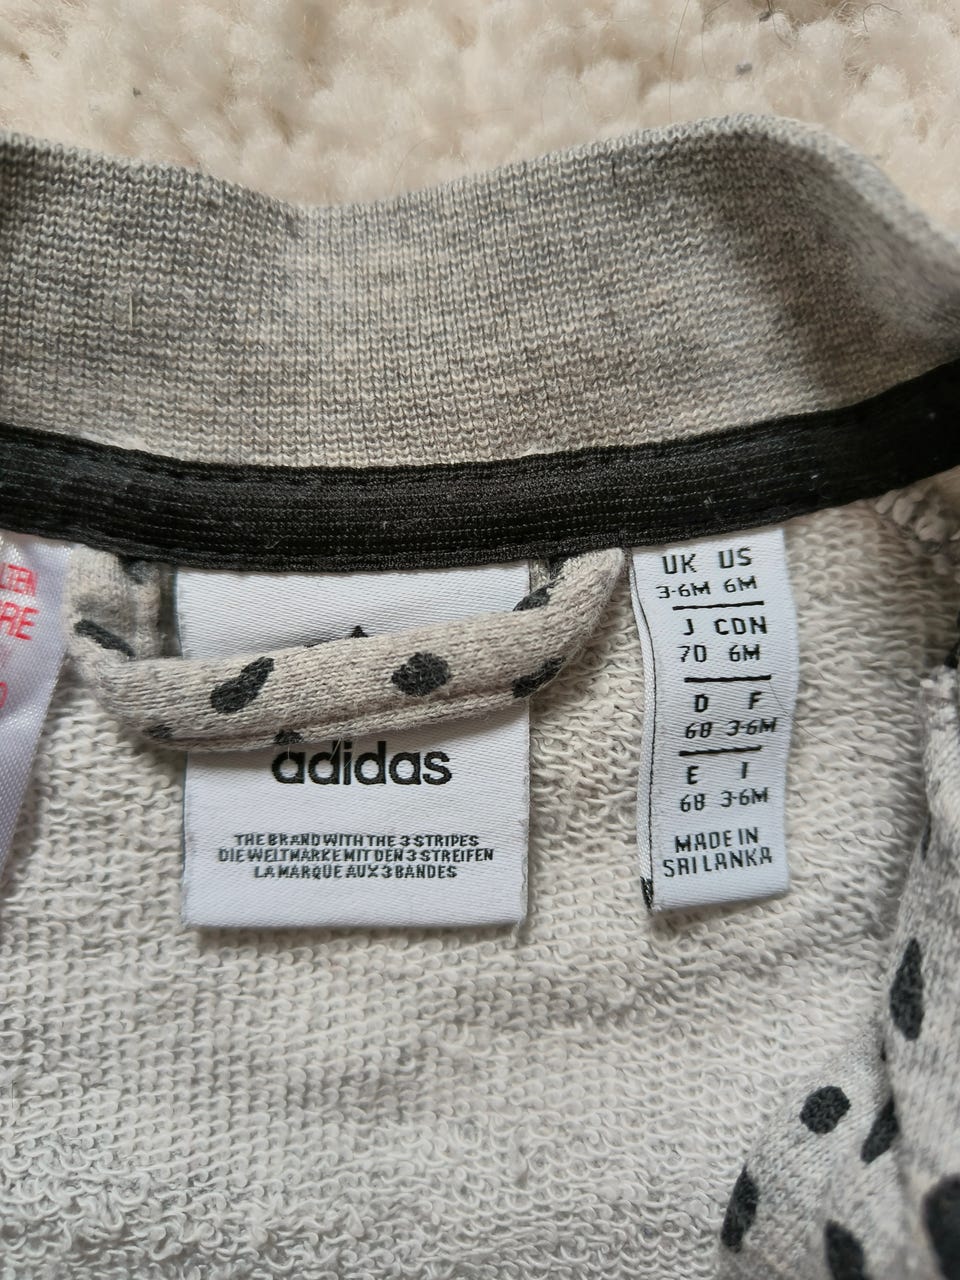 RE
adidas
THE BRAND WITH THE 3 STRIPES
DIE WELTMARKE MIT DEN 3 STREIFEN
LA MARQUE AUX 3 BANDES
UK US
3-6M 6M
J CDN
70 6M
D F
68 3-6M
E I
68 3-6M
MADE IN
SRI LANKA